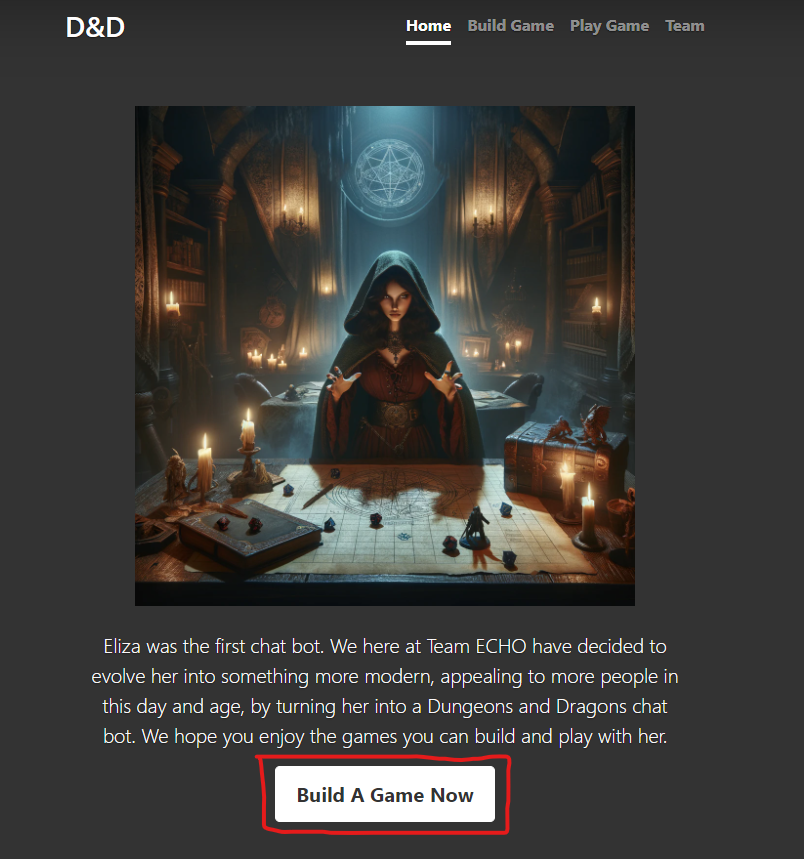 D&D
Home Build Game Play Game Team
Eliza was the first chat bot. We here at Team ECHO have decided to
evolve her into something more modern, appealing to more people in
this day and age, by turning her into a Dungeons and Dragons chat
bot. We hope you enjoy the games you can build and play with her.
Build A Game Now